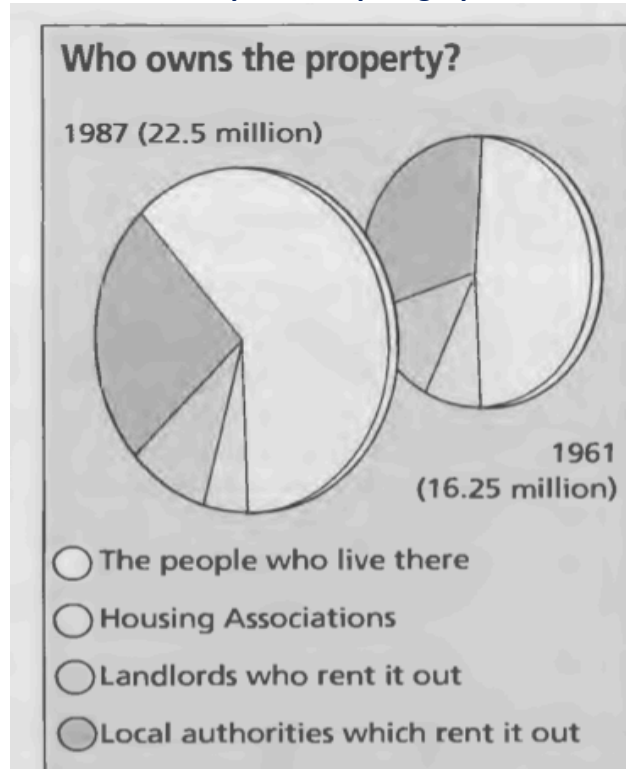 Who owns the property?
1987 (22.5 million)
1961
(16.25 million)
The people who live there
Housing Associations
Landlords who rent it out
Local authorities which rent it out